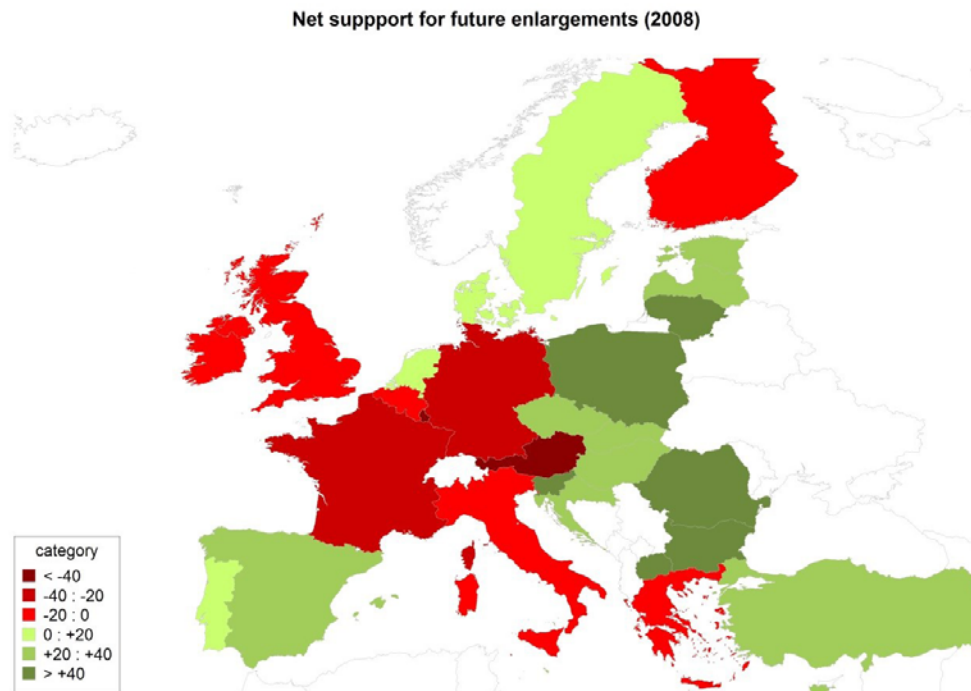 Net suppport for future enlargements (2008)
category
< -40
-40 : -20
-20 : 0
0 : +20
+20 : +40
> +40